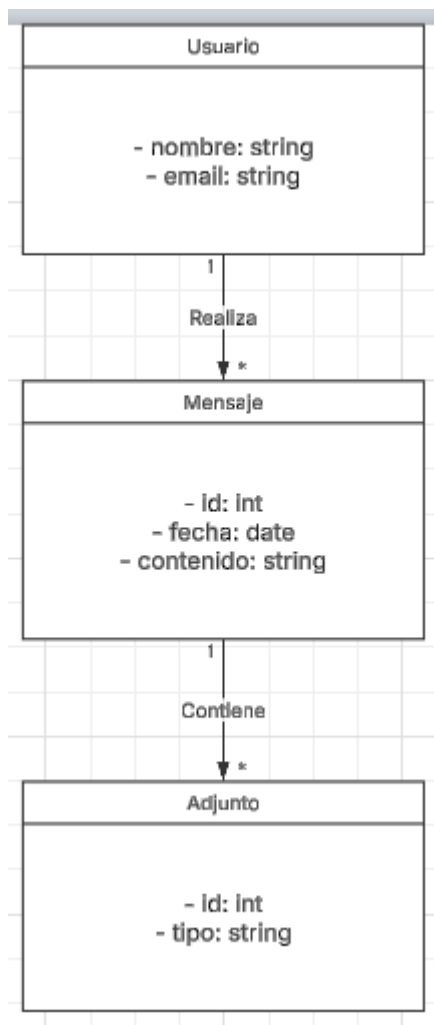 Usuario
- nombre: string
- email: string
1
Realiza
*
Mensaje
- id: int
- fecha: date
- contenido: string
1
Contiene
*
Adjunto
- id: int
- tipo: string